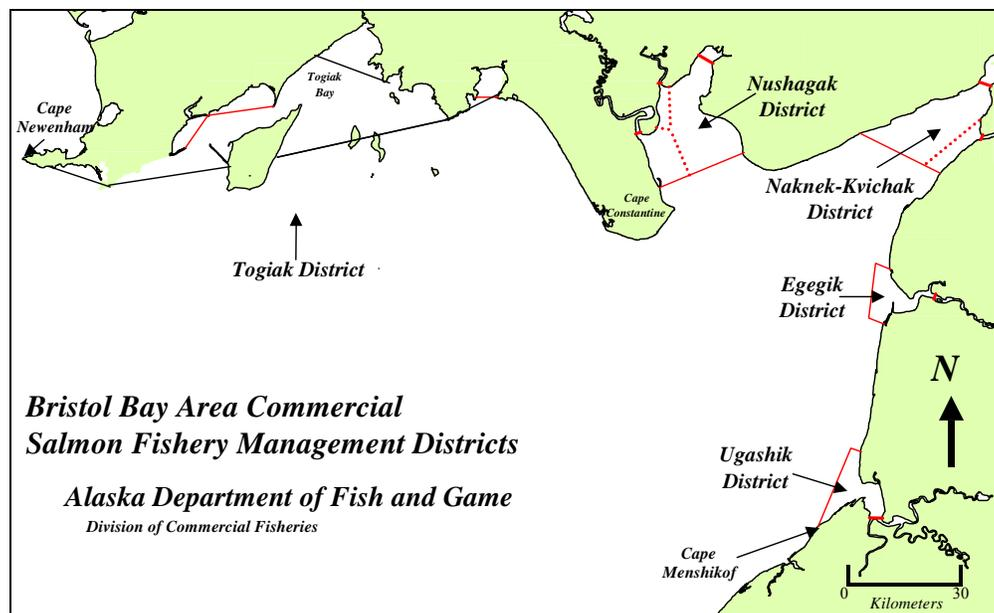 Togiak
Bay
Cape
Newenham
Nushagak
District
Naknek-Kvichak
District
Cape
Constantine
Togiak District
Egegik
District
N
Bristol Bay Area Commercial
Salmon Fishery Management Districts
Ugashik
District
Alaska Department of Fish and Game
Division of Commercial Fisheries
Cape
Menshikof
0 30
Kilometers